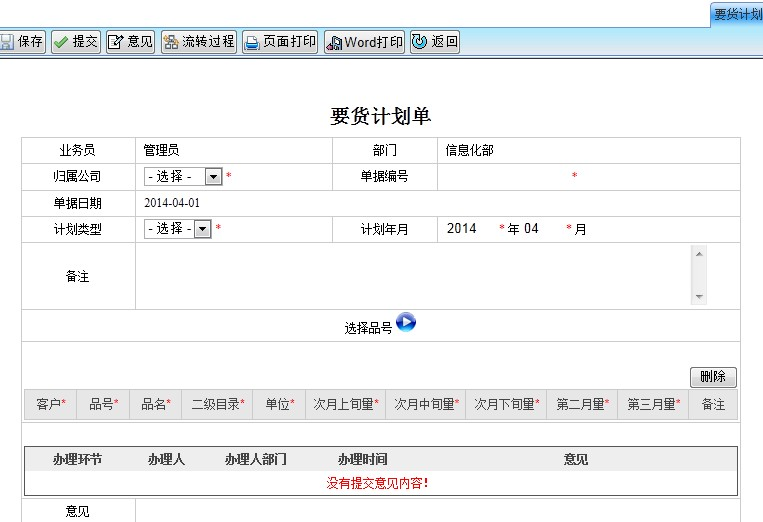 要货计划
保存 提交 意见 流转过程 页面打印 Word打印 返回
要货计划单
业务员 管理员 部门 信息化部
归属公司 - 选择 - * 单据编号 *
单据日期 2014-04-01
计划类型 - 选择 - * 计划年月 2014 * 年 04 * 月
备注
选择品号
删除
客户* 品号* 品名* 二级目录* 单位* 次月上旬量* 次月中旬量* 次月下旬量* 第二月量* 第三月量* 备注
办理环节 办理人 办理人部门 办理时间 意见
没有提交意见内容！
意见